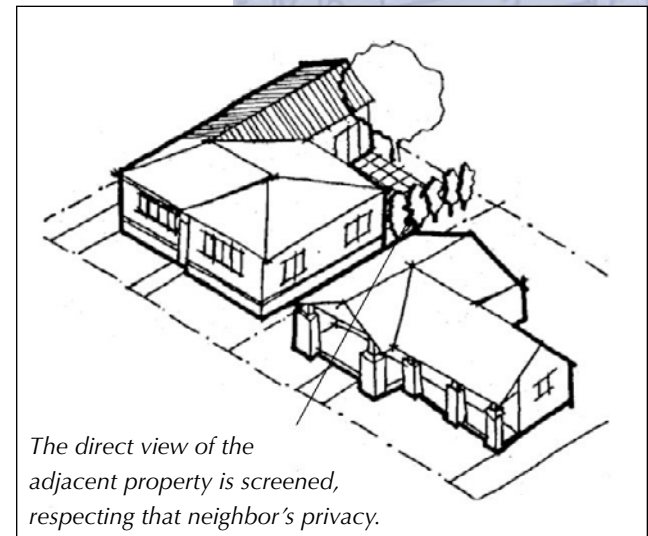 The direct view of the
adjacent property is screened,
respecting that neighbor's privacy.